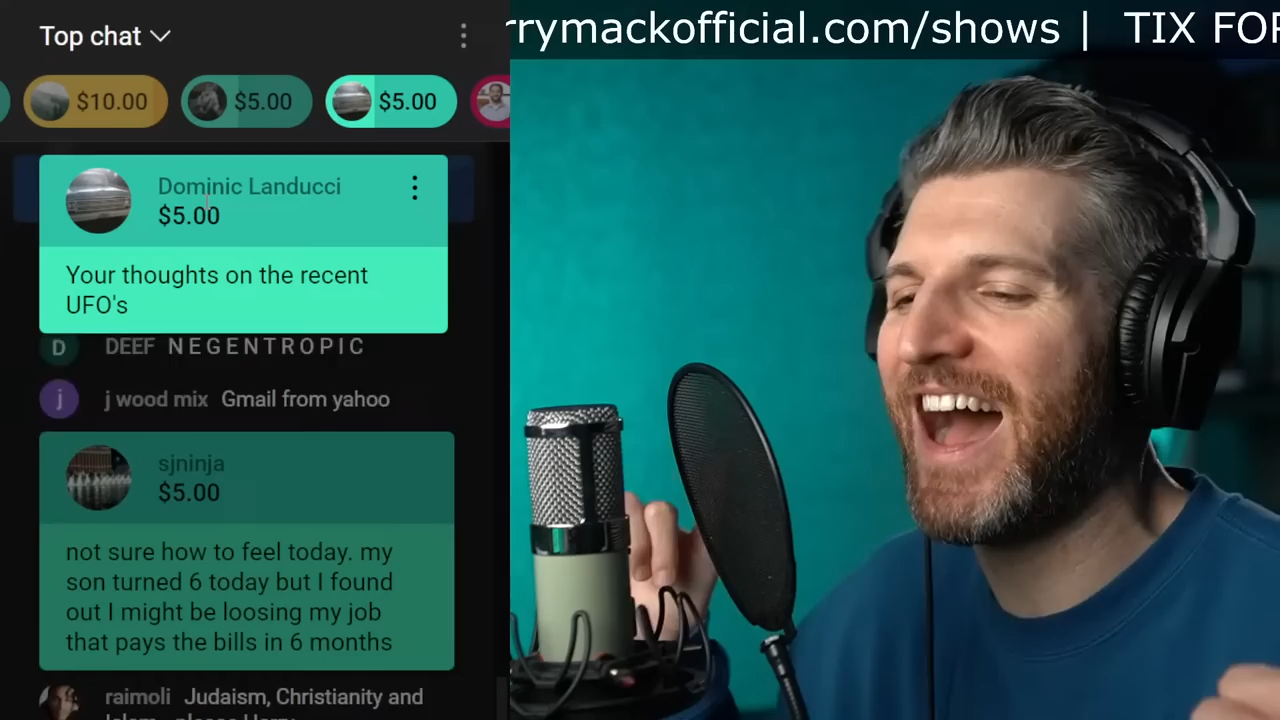 Top chat
rrymackofficial.com/shows | TIX FOR
$10.00
$5.00
$5.00
Dominic Landucci
$5.00
Your thoughts on the recent
UFO's
D DEEF N E G E N T R O P I C
j j wood mix Gmail from yahoo
sjninja
$5.00
not sure how to feel today. my
son turned 6 today but I found
out I might be loosing my job
that pays the bills in 6 months
raimoli Judaism, Christianity and